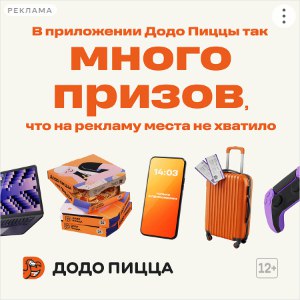 РЕКЛАМА
В приложении Додо Пиццы так
много
призов,
что на рекламу места не хватило
14:03
ДОДО ПИЦЦА
12+